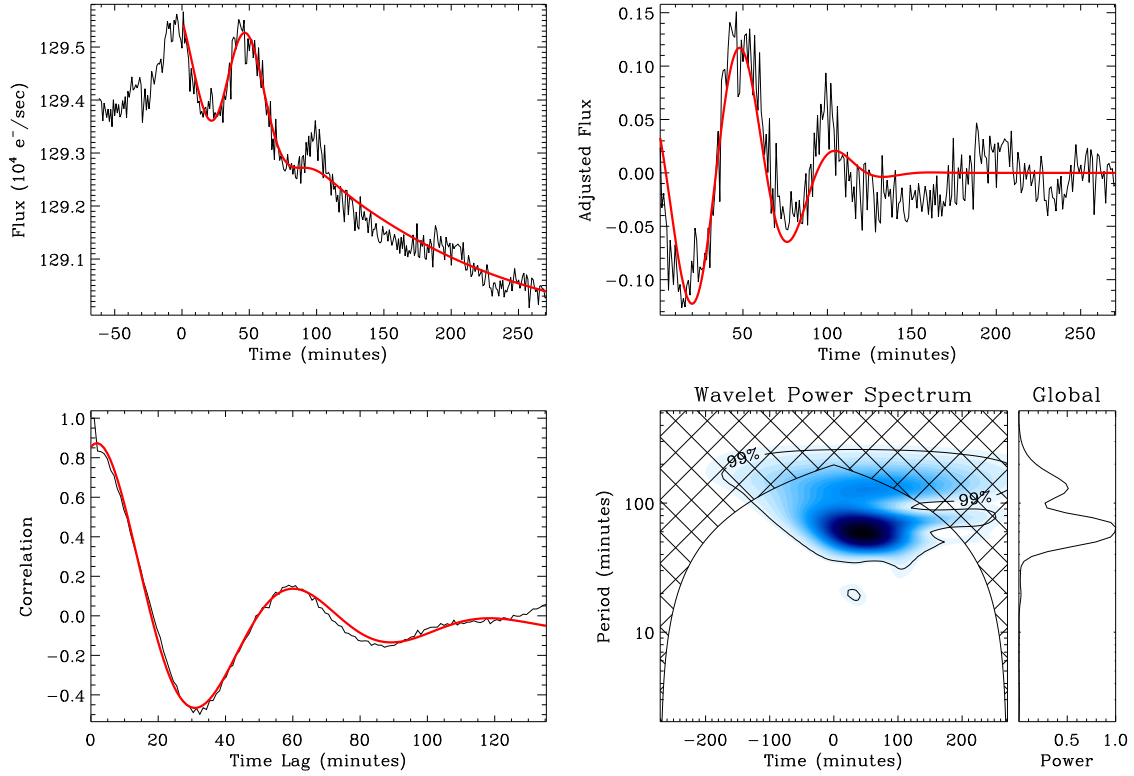 129.5
129.4
129.3
129.2
129.1
Flux (10⁴ e⁻/sec)
−50 0 50 100 150 200 250
Time (minutes)
0.15
0.10
0.05
0.00
−0.05
−0.10
Adjusted Flux
50 100 150 200 250
Time (minutes)
1.0
0.8
0.6
0.4
0.2
0.0
−0.2
−0.4
Correlation
0 20 40 60 80 100 120
Time Lag (minutes)
Wavelet Power Spectrum
Global
99%
99%
100
10
Period (minutes)
−200 −100 0 100 200
Time (minutes)
0.5 1.0
Power